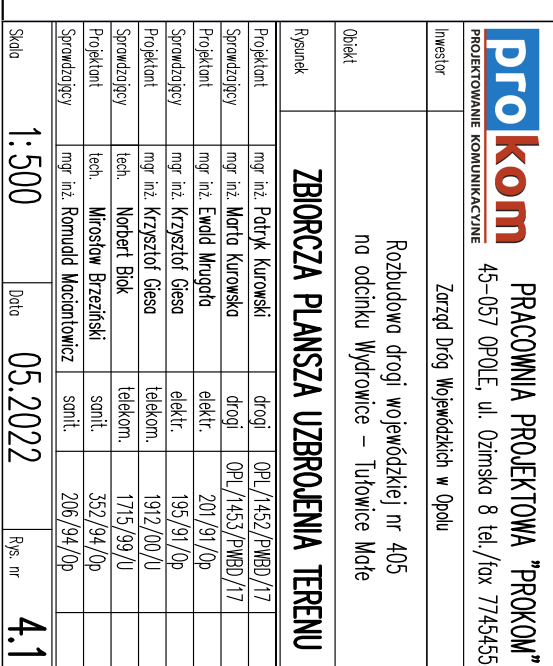 prokom
PROJEKTOWANIE KOMUNIKACYJNE
PRACOWNIA PROJEKTOWA "PROKOM"
45-057 OPOLE, ul. Ozimska 8 tel./fax 7745455
Inwestor
Zarząd Dróg Wojewódzkich w Opolu
Obiekt
Rozbudowa drogi wojewódzkiej nr 405
na odcinku Wydrowice - Tułowice Małe
Rysunek
ZBIORCZA PLANSZA UZBROJENIA TERENU
Projektant mgr inż. Patryk Kurowski drogi OPL/1452/PWBD/17
Sprawdzający mgr inż. Marta Kurowska drogi OPL/1453/PWBD/17
Projektant mgr inż. Ewald Mrugała elektr. 201/91/Op
Sprawdzający mgr inż. Krzysztof Giesa elektr. 195/91/Op
Projektant mgr inż. Krzysztof Giesa telekom. 1912/00/U
Sprawdzający tech. Norbert Biok telekom. 1715/99/U
Projektant tech. Mirosław Brzeziński sanit. 352/94/Op
Sprawdzający mgr inż. Romuald Maciantowicz sanit. 206/94/Op
Skala 1:500 Data 05.2022 Rys. nr 4.1